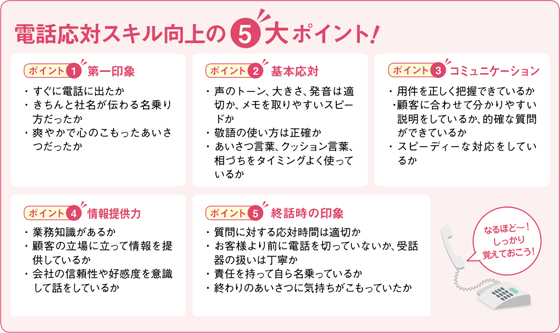 電話応対スキル向上の5大ポイント!
ポイント1 第一印象
・すぐに電話に出たか
・きちんと社名が伝わる名乗り
方だったか
・爽やかで心のこもったあいさ
つだったか
ポイント2 基本応対
・声のトーン、大きさ、発音は適
切か、メモを取りやすいスピー
ドか
・敬語の使い方は正確か
・あいさつ言葉、クッション言葉、
相づちをタイミングよく使って
いるか
ポイント3 コミュニケーション
・用件を正しく把握できているか
・顧客に合わせて分かりやすい
説明をしているか、的確な質問
ができているか
・スピーディーな対応をしてい
るか
ポイント4 情報提供力
・業務知識があるか
・顧客の立場に立って情報を提
供しているか
・会社の信頼性や好感度を意識
して話をしているか
ポイント5 終話時の印象
・質問に対する応対時間は適切か
・お客様より前に電話を切っていないか、受話
器の扱いは丁寧か
・責任を持って自ら名乗っているか
・終わりのあいさつに気持がこもっていたか
なるほど〜!
しっかり
覚えておこう!